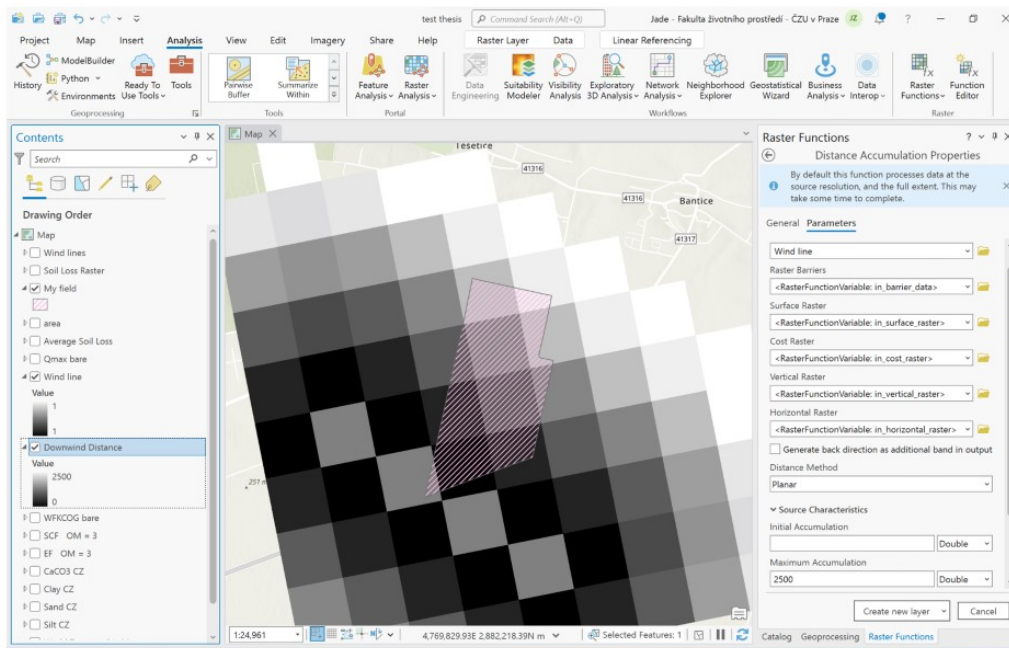 test thesis
Command Search (Alt+Q)
Jade - Fakulta životního prostředí - ČZU v Praze
JZ
?
Project Map Insert Analysis View Edit Imagery Share Help Raster Layer Data Linear Referencing
History
ModelBuilder
Python
Environments
Ready To Use Tools
Tools
Pairwise Buffer
Summarize Within
Feature Analysis
Raster Analysis
Data Engineering
Suitability Modeler
Visibility Analysis
Exploratory 3D Analysis
Network Analysis
Neighborhood Explorer
Geostatistical Wizard
Business Analysis
Data Interop
Raster Functions
Function Editor
Geoprocessing Tools Portal Workflows Raster
Contents
Search
Drawing Order
Map
Wind lines
Soil Loss Raster
My field
area
Average Soil Loss
Qmax bare
Wind line
Value
1
1
Downwind Distance
Value
2500
0
WFKCOG bare
SCF OM = 3
EF OM = 3
CaCO3 CZ
Clay CZ
Sand CZ
Silt CZ
Map
Těšetice
41316
41316
Bantice
41317
251 m
1:24,961
4,769,829.93E 2,882,218.39N m
Selected Features: 1
Raster Functions
?
Distance Accumulation Properties
By default this function processes data at the
source resolution, and the full extent. This may
take some time to complete.
General Parameters
Wind line
Raster Barriers
<RasterFunctionVariable: in_barrier_data>
Surface Raster
<RasterFunctionVariable: in_surface_raster>
Cost Raster
<RasterFunctionVariable: in_cost_raster>
Vertical Raster
<RasterFunctionVariable: in_vertical_raster>
Horizontal Raster
<RasterFunctionVariable: in_horizontal_raster>
Generate back direction as additional band in output
Distance Method
Planar
Source Characteristics
Initial Accumulation
Double
Maximum Accumulation
2500 Double
Create new layer Cancel
Catalog Geoprocessing Raster Functions